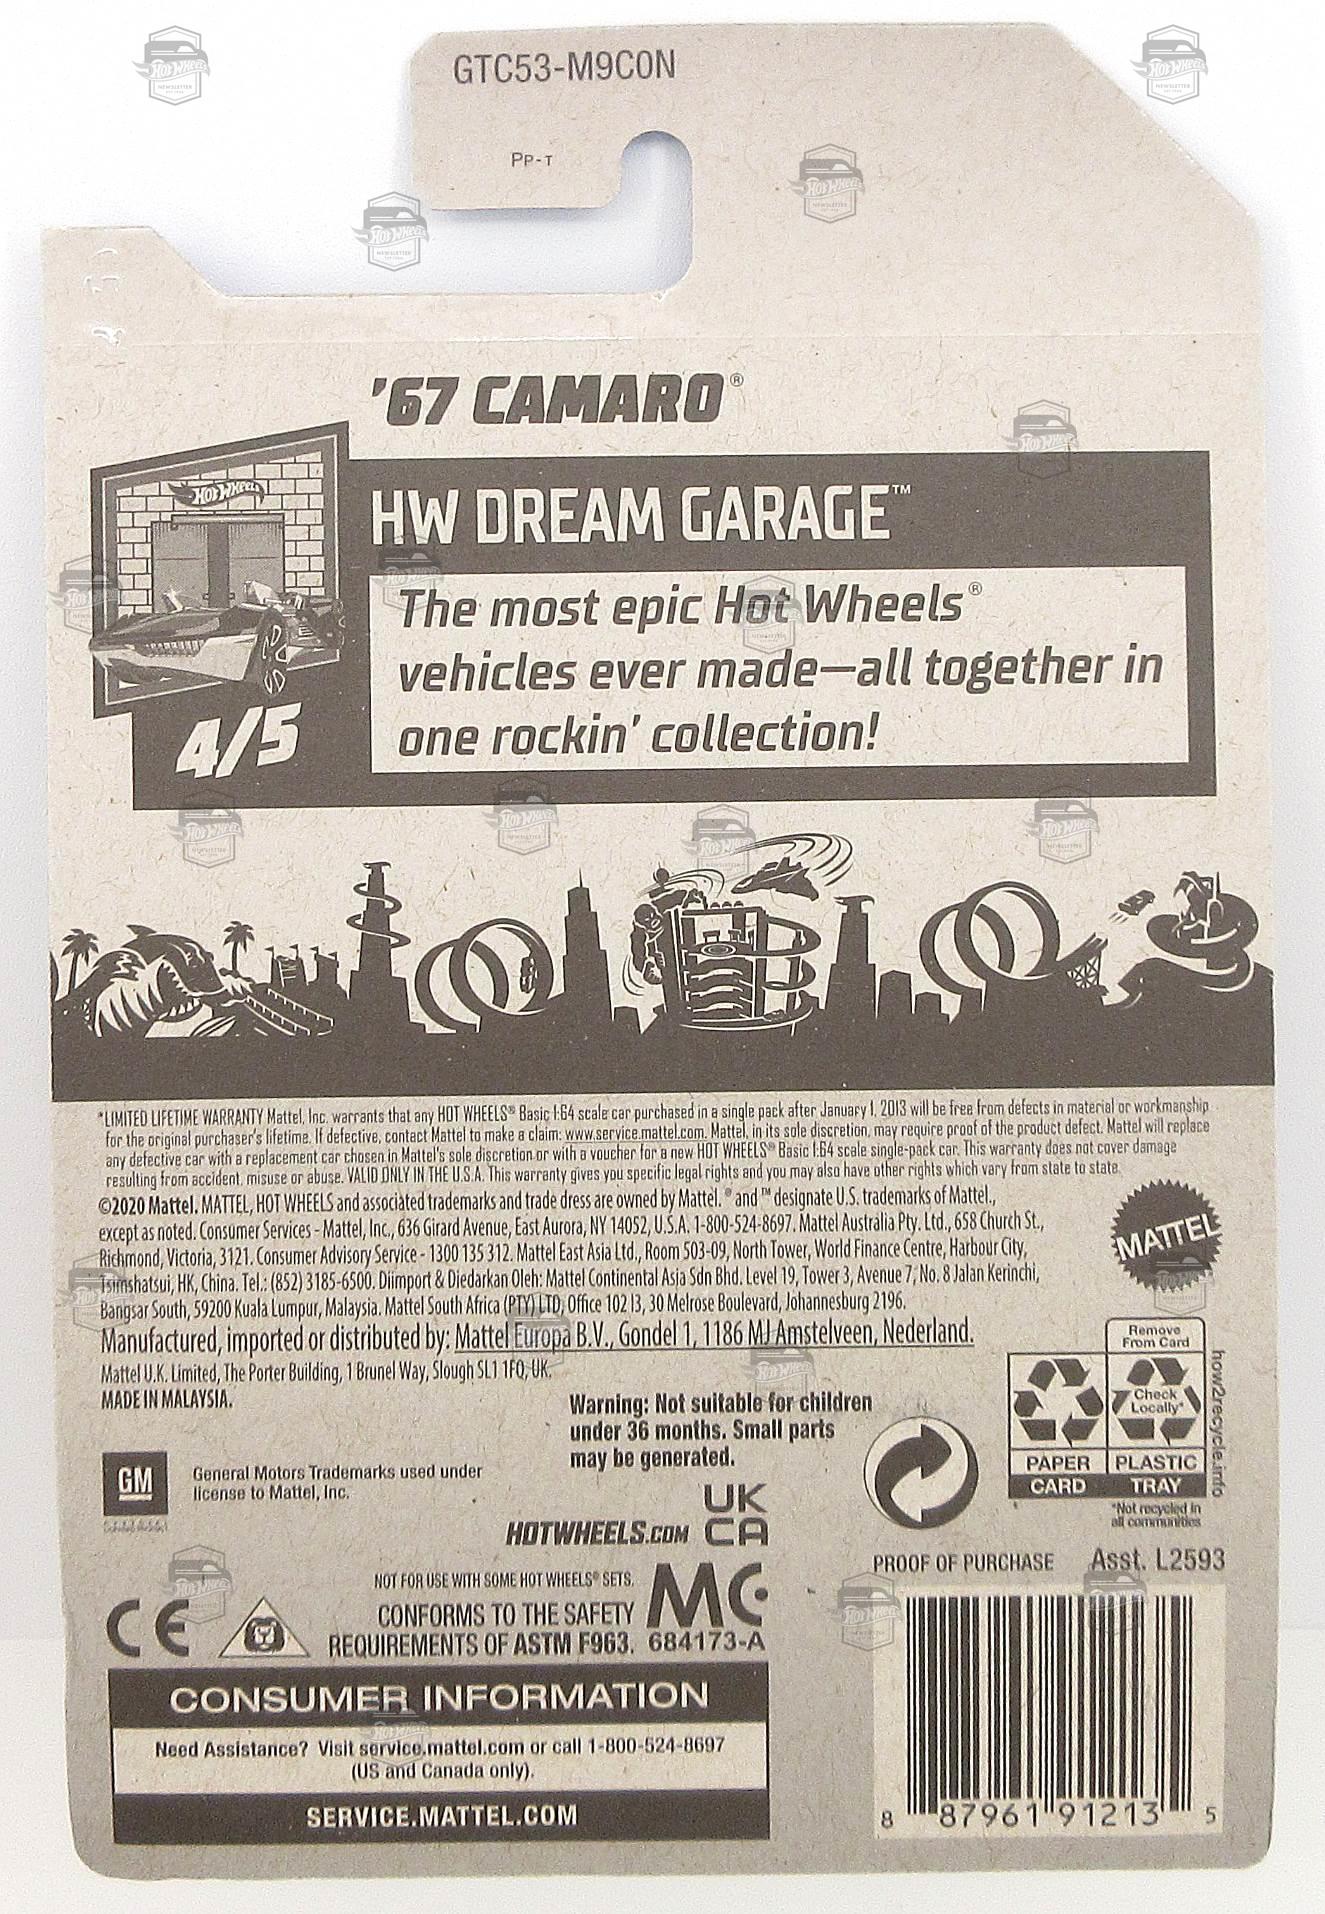 GTC53-M9C0N
PP-T
'67 CAMARO®
HOT WHEELS
HW DREAM GARAGE™
The most epic Hot Wheels®
vehicles ever made—all together in
one rockin' collection!
4/5
*LIMITED LIFETIME WARRANTY Mattel, Inc. warrants that any HOT WHEELS® Basic 1:64 scale car purchased in a single pack after January 1, 2013 will be free from defects in material or workmanship
for the original purchaser's lifetime. If defective, contact Mattel to make a claim: www.service.mattel.com. Mattel, in its sole discretion, may require proof of the product defect. Mattel will replace
any defective car with a replacement car chosen in Mattel's sole discretion or with a voucher for a new HOT WHEELS® Basic 1:64 scale single-pack car. This warranty does not cover damage
resulting from accident, misuse or abuse. VALID ONLY IN THE U.S.A. This warranty gives you specific legal rights and you may also have other rights which vary from state to state.
©2020 Mattel. MATTEL, HOT WHEELS and associated trademarks and trade dress are owned by Mattel. ® and ™ designate U.S. trademarks of Mattel.,
except as noted. Consumer Services - Mattel, Inc., 636 Girard Avenue, East Aurora, NY 14052, U.S.A. 1-800-524-8697. Mattel Australia Pty. Ltd., 658 Church St.,
Richmond, Victoria, 3121. Consumer Advisory Service - 1300 135 312. Mattel East Asia Ltd., Room 503-09, North Tower, World Finance Centre, Harbour City,
Tsimshatsui, HK, China. Tel.: (852) 3185-6500. Diimport & Diedarkan Oleh: Mattel Continental Asia Sdn Bhd. Level 19, Tower 3, Avenue 7, No. 8 Jalan Kerinchi,
Bangsar South, 59200 Kuala Lumpur, Malaysia. Mattel South Africa (PTY) LTD, Office 102 I3, 30 Melrose Boulevard, Johannesburg 2196.
MATTEL
Manufactured, imported or distributed by: Mattel Europa B.V., Gondel 1, 1186 MJ Amstelveen, Nederland.
Mattel U.K. Limited, The Porter Building, 1 Brunel Way, Slough SL1 1FQ, UK.
MADE IN MALAYSIA.
Warning: Not suitable for children
under 36 months. Small parts
may be generated.
Remove
From Card
Check
Locally*
PAPER
CARD
PLASTIC
TRAY
how2recycle.info
*Not recycled in
all communities
GM
General Motors Trademarks used under
license to Mattel, Inc.
UK
CA
HOTWHEELS.COM
NOT FOR USE WITH SOME HOT WHEELS® SETS.
CE
CONFORMS TO THE SAFETY
REQUIREMENTS OF ASTM F963.
MC
684173-A
PROOF OF PURCHASE
Asst. L2593
CONSUMER INFORMATION
Need Assistance? Visit service.mattel.com or call 1-800-524-8697
(US and Canada only).
SERVICE.MATTEL.COM
8 87961 91213 5